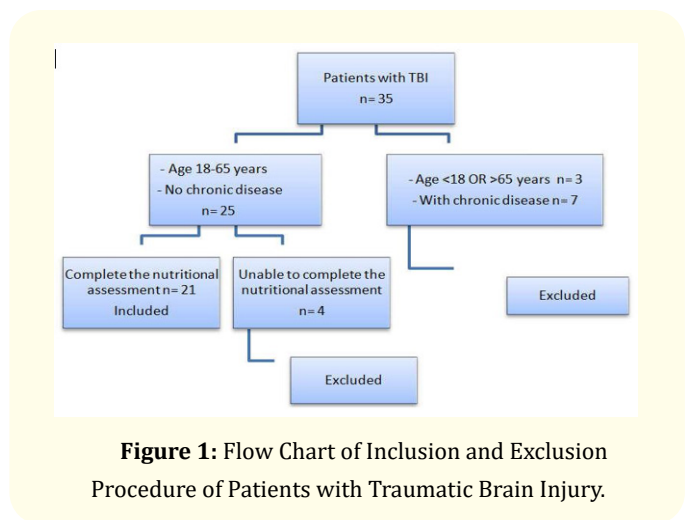 Patients with TBI
n= 35
- Age 18-65 years
- No chronic disease
n= 25
- Age <18 OR >65 years n= 3
- With chronic disease n= 7
Complete the nutritional
assessment n= 21
Included
Unable to complete the
nutritional assessment
n= 4
Excluded
Excluded
Figure 1: Flow Chart of Inclusion and Exclusion
Procedure of Patients with Traumatic Brain Injury.